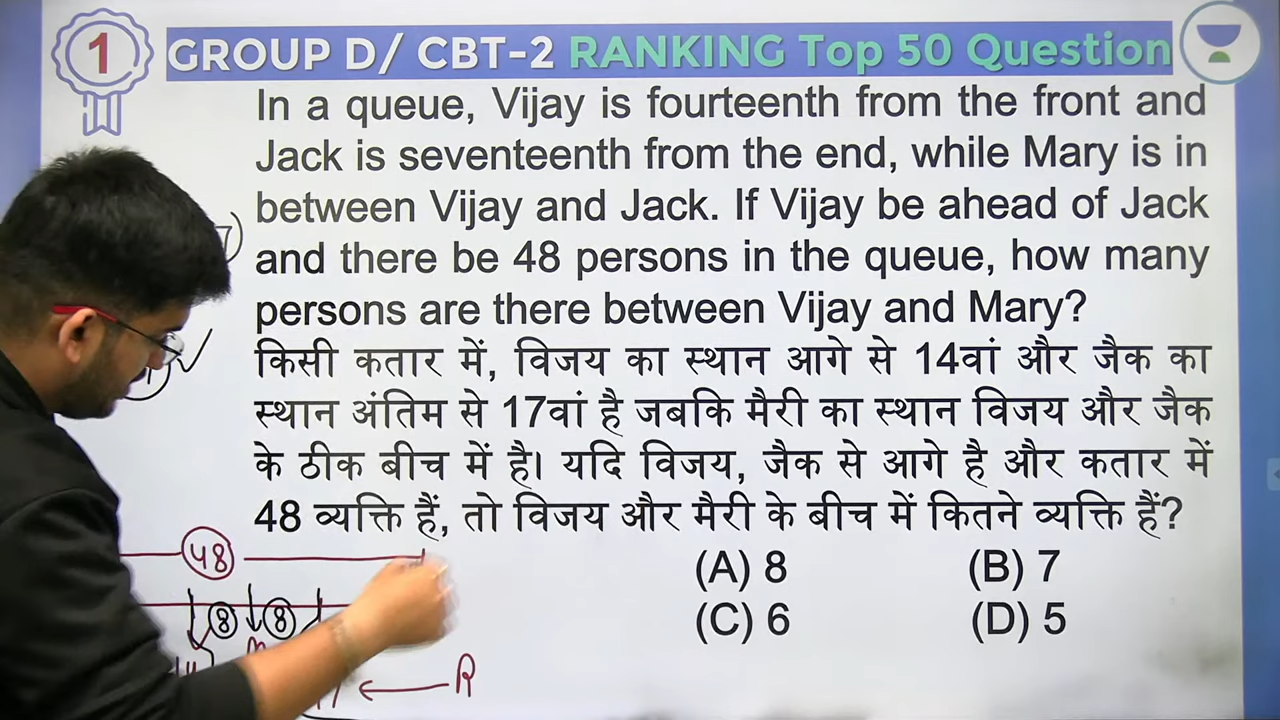 1
GROUP D/ CBT-2 RANKING Top 50 Question
In a queue, Vijay is fourteenth from the front and
Jack is seventeenth from the end, while Mary is in
between Vijay and Jack. If Vijay be ahead of Jack
and there be 48 persons in the queue, how many
persons are there between Vijay and Mary?
किसी कतार में, विजय का स्थान आगे से 14वां और जैक का
स्थान अंतिम से 17वां है जबकि मैरी का स्थान विजय और जैक
के ठीक बीच में है। यदि विजय, जैक से आगे है और कतार में
48 व्यक्ति हैं, तो विजय और मैरी के बीच में कितने व्यक्ति हैं?
(A) 8 (B) 7
(C) 6 (D) 5
48
8 8
R